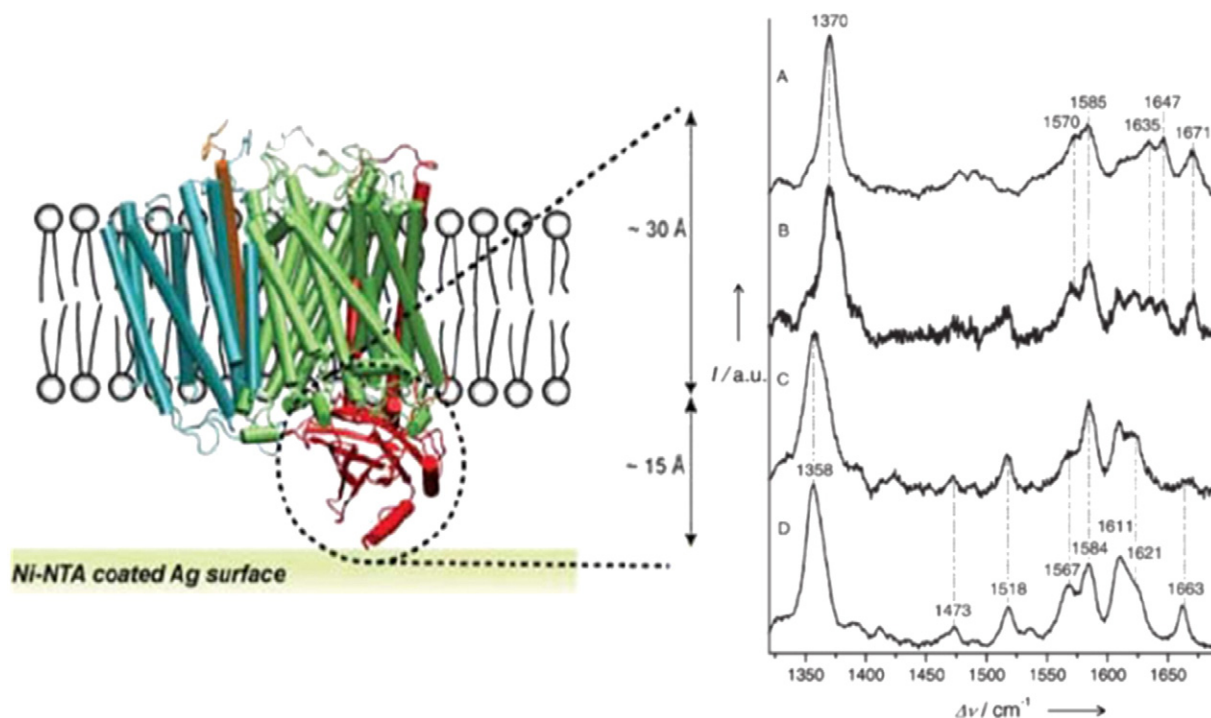 ~ 30 Å
~ 15 Å
Ni-NTA coated Ag surface
1370
A
1570
1585
1635
1647
1671
B
I / a.u.
C
1358
1611
D
1473
1518
1567
1584
1621
1663
1350 1400 1450 1500 1550 1600 1650
Δν / cm⁻¹